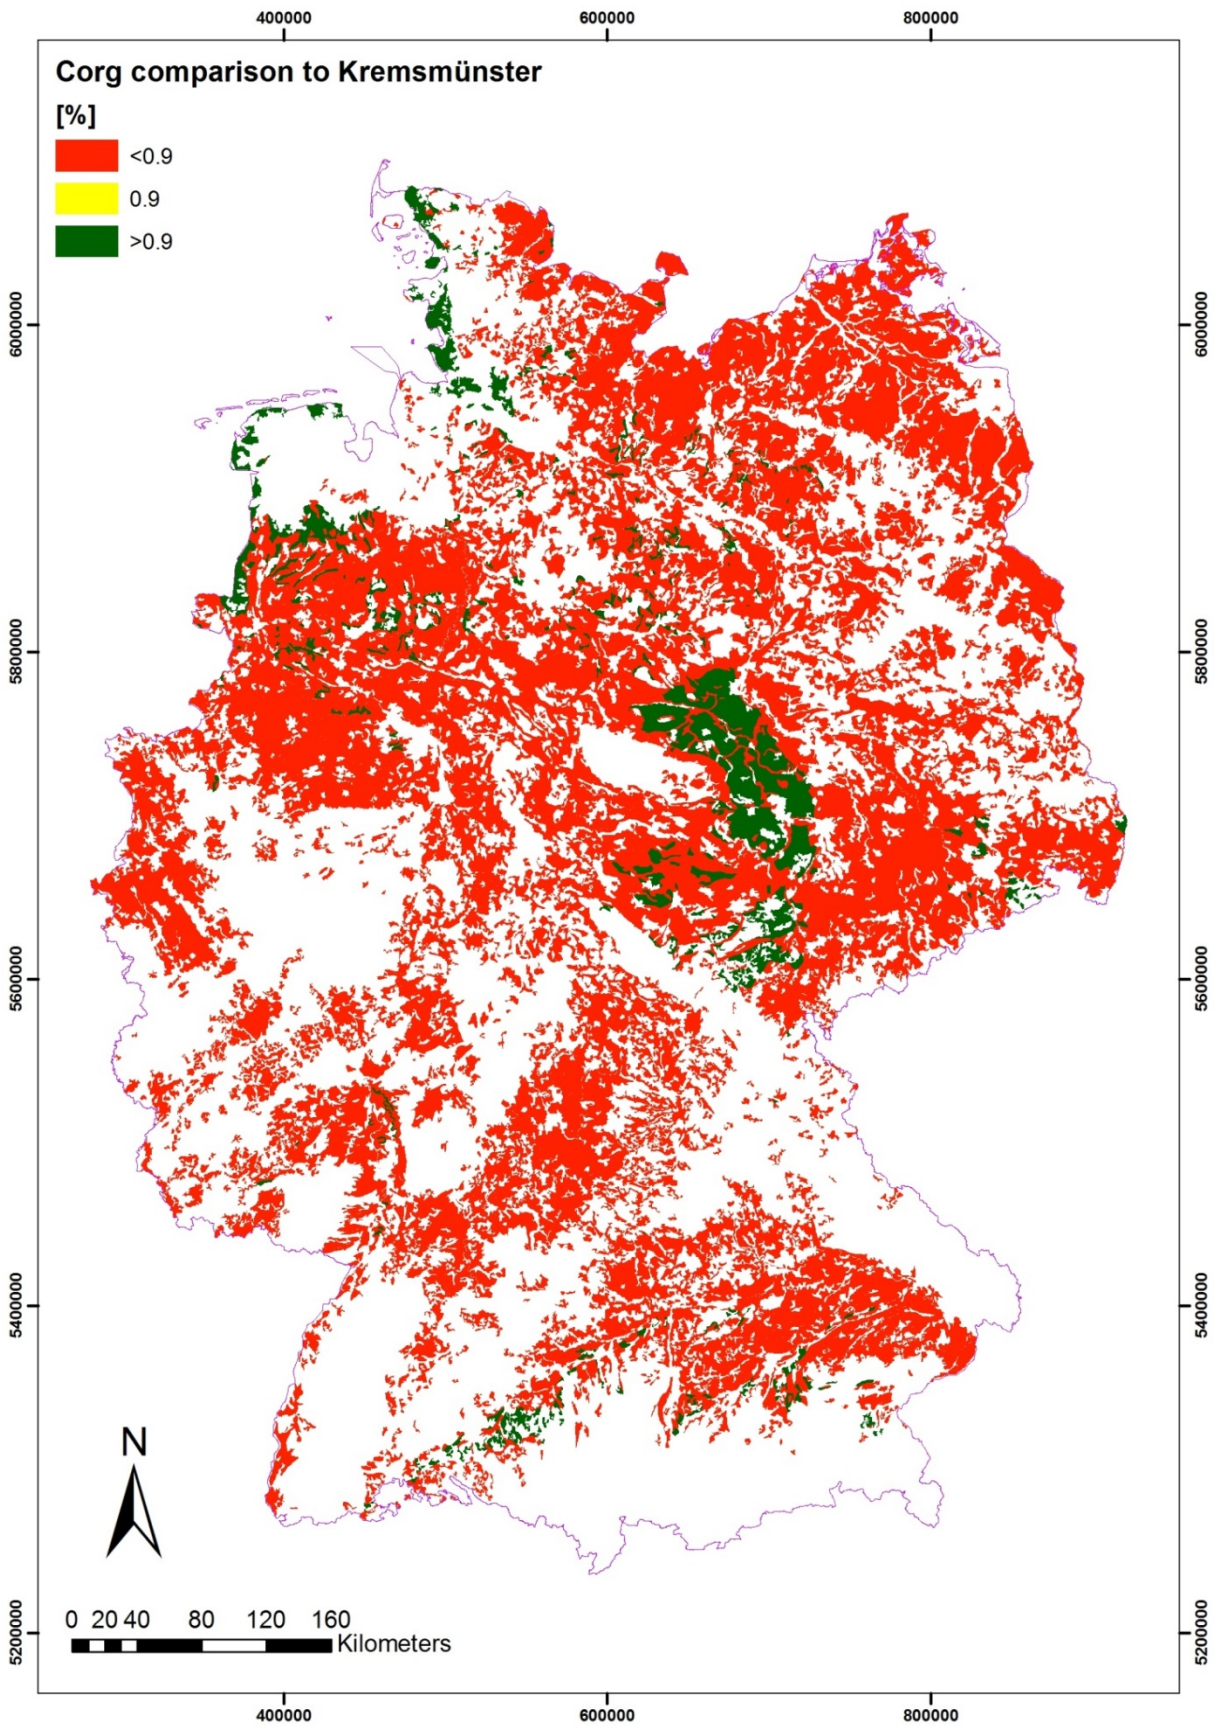 400000 600000 800000
Corg comparison to Kremsmünster
[%]
<0.9
0.9
>0.9
6000000 6000000
5800000 5800000
5600000 5600000
5400000 5400000
N
0 20 40 80 120 160
Kilometers
5200000 5200000
400000 600000 800000